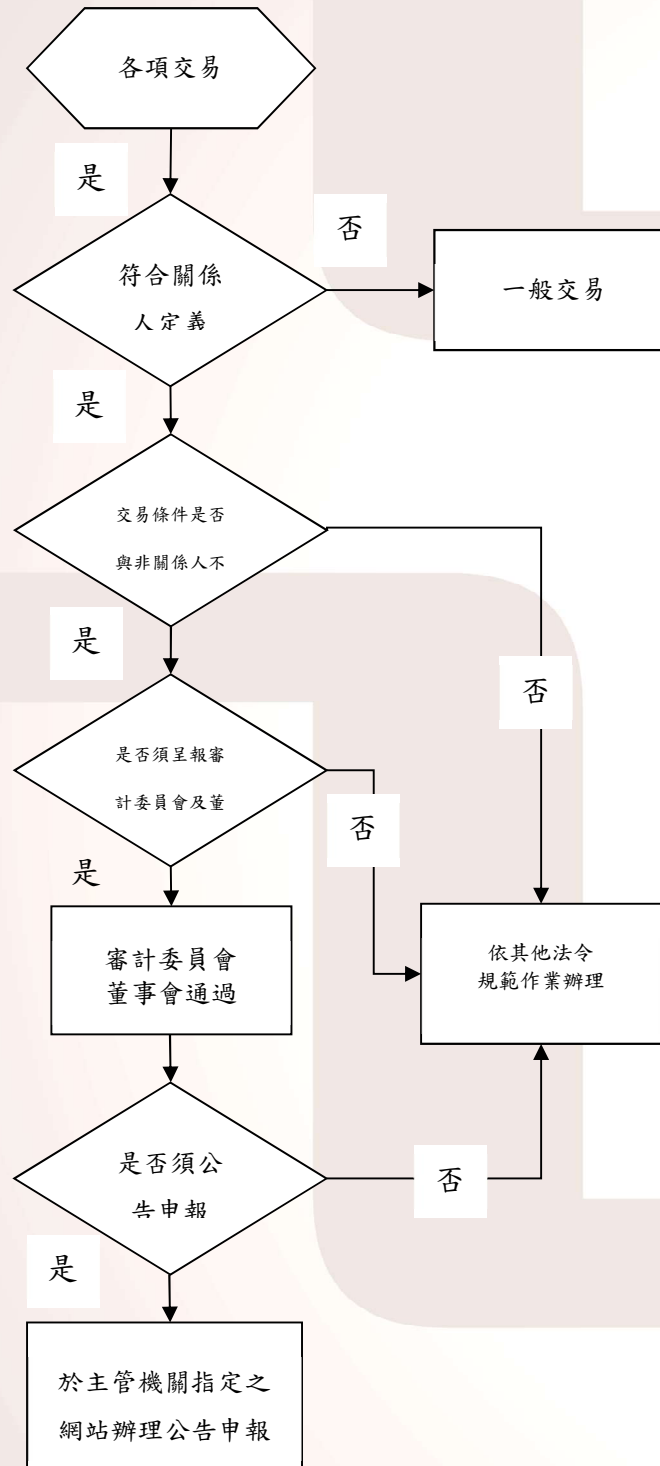 各項交易
是
否
符合關係
人定義
一般交易
是
交易條件是否
與非關係人不
是
否
是否須呈報審
計委員會及董
否
是
審計委員會
董事會通過
依其他法令
規範作業辦理
是否須公
告申報
否
是
於主管機關指定之
網站辦理公告申報